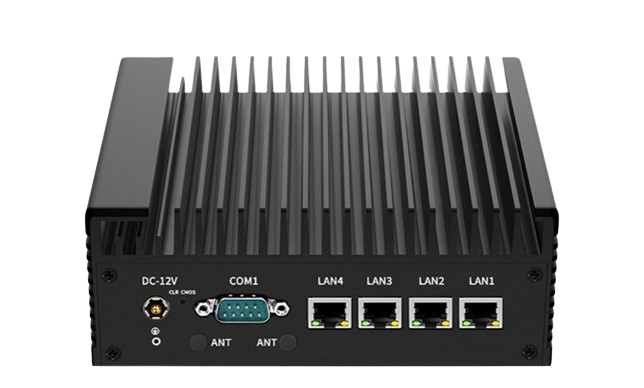 DC-12V
CLR CMOS
COM1
LAN4
LAN3
LAN2
LAN1
ANT
ANT